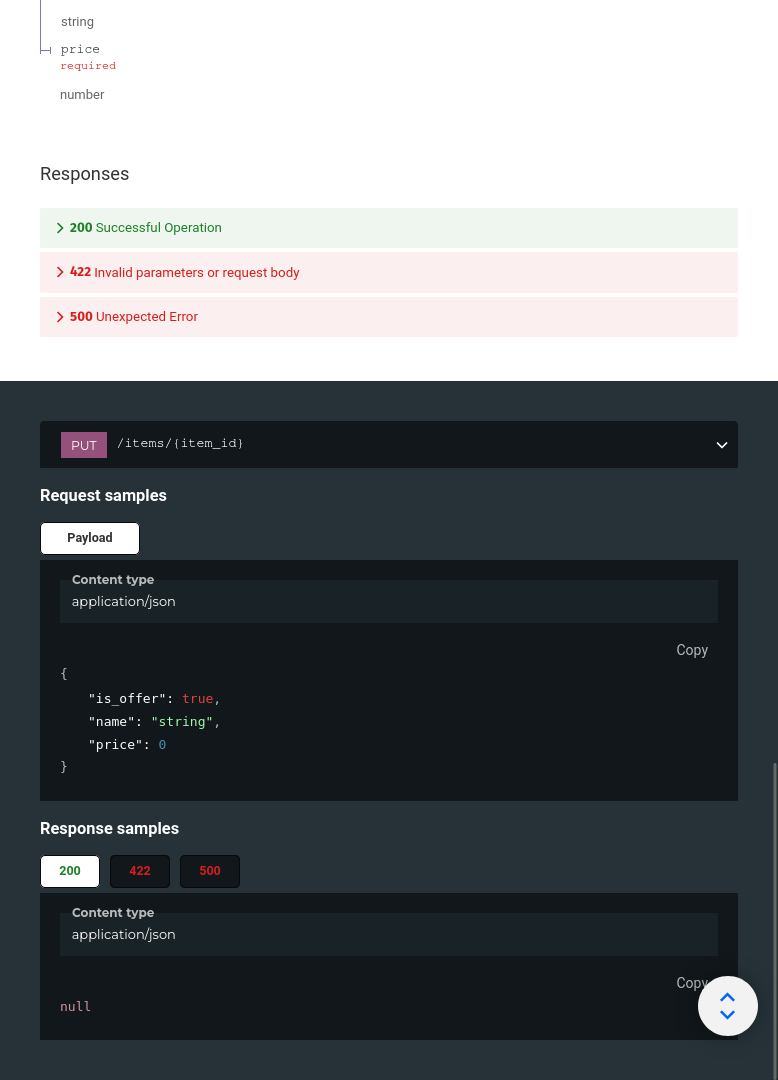 string
price
required
number
Responses
200 Successful Operation
422 Invalid parameters or request body
500 Unexpected Error
PUT /items/{item_id}
Request samples
Payload
Content type
application/json
Copy
{
"is_offer": true,
"name": "string",
"price": 0
}
Response samples
200 422 500
Content type
application/json
Copy
null